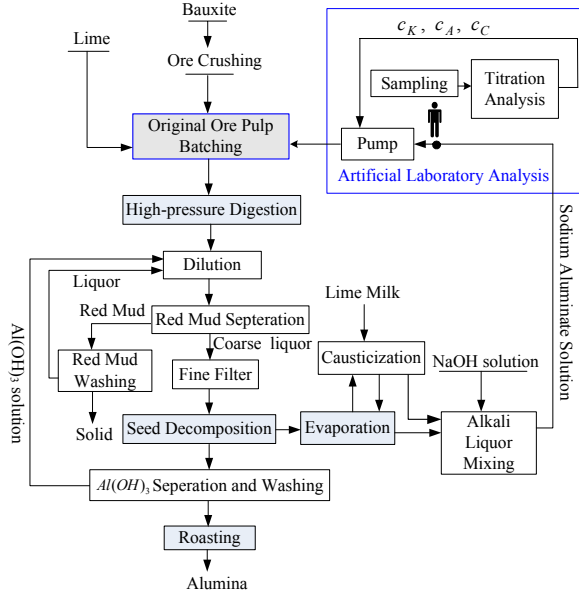 Bauxite
Lime
Ore Crushing
c_K , c_A , c_C
Sampling
Titration
Analysis
Original Ore Pulp
Batching
Pump
Artificial Laboratory Analysis
High-pressure Digestion
Dilution
Liquor
Red Mud
Red Mud Septeration
Coarse liquor
Lime Milk
Red Mud
Washing
Fine Filter
Causticization
NaOH solution
Solid
Seed Decomposition
Evaporation
Alkali
Liquor
Mixing
Al(OH)₃ Seperation and Washing
Roasting
Alumina
Al(OH)₃ solution
Sodium Aluminate Solution